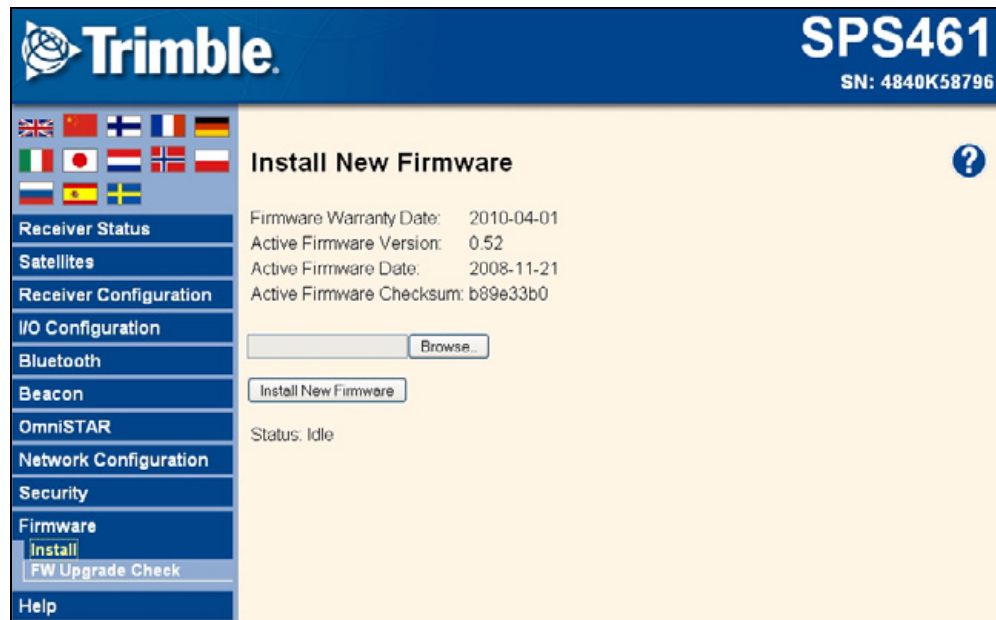 Trimble.
SPS461
SN: 4840K58796
Install New Firmware
Firmware Warranty Date: 2010-04-01
Active Firmware Version: 0.52
Active Firmware Date: 2008-11-21
Active Firmware Checksum: b89e33b0
Browse...
Install New Firmware
Status: Idle
Receiver Status
Satellites
Receiver Configuration
I/O Configuration
Bluetooth
Beacon
OmniSTAR
Network Configuration
Security
Firmware
Install
FW Upgrade Check
Help